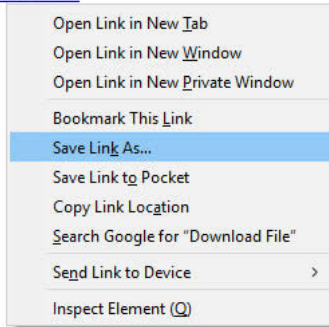 Open Link in New Tab
Open Link in New Window
Open Link in New Private Window
Bookmark This Link
Save Link As...
Save Link to Pocket
Copy Link Location
Search Google for “Download File”
Send Link to Device
Inspect Element (Q)